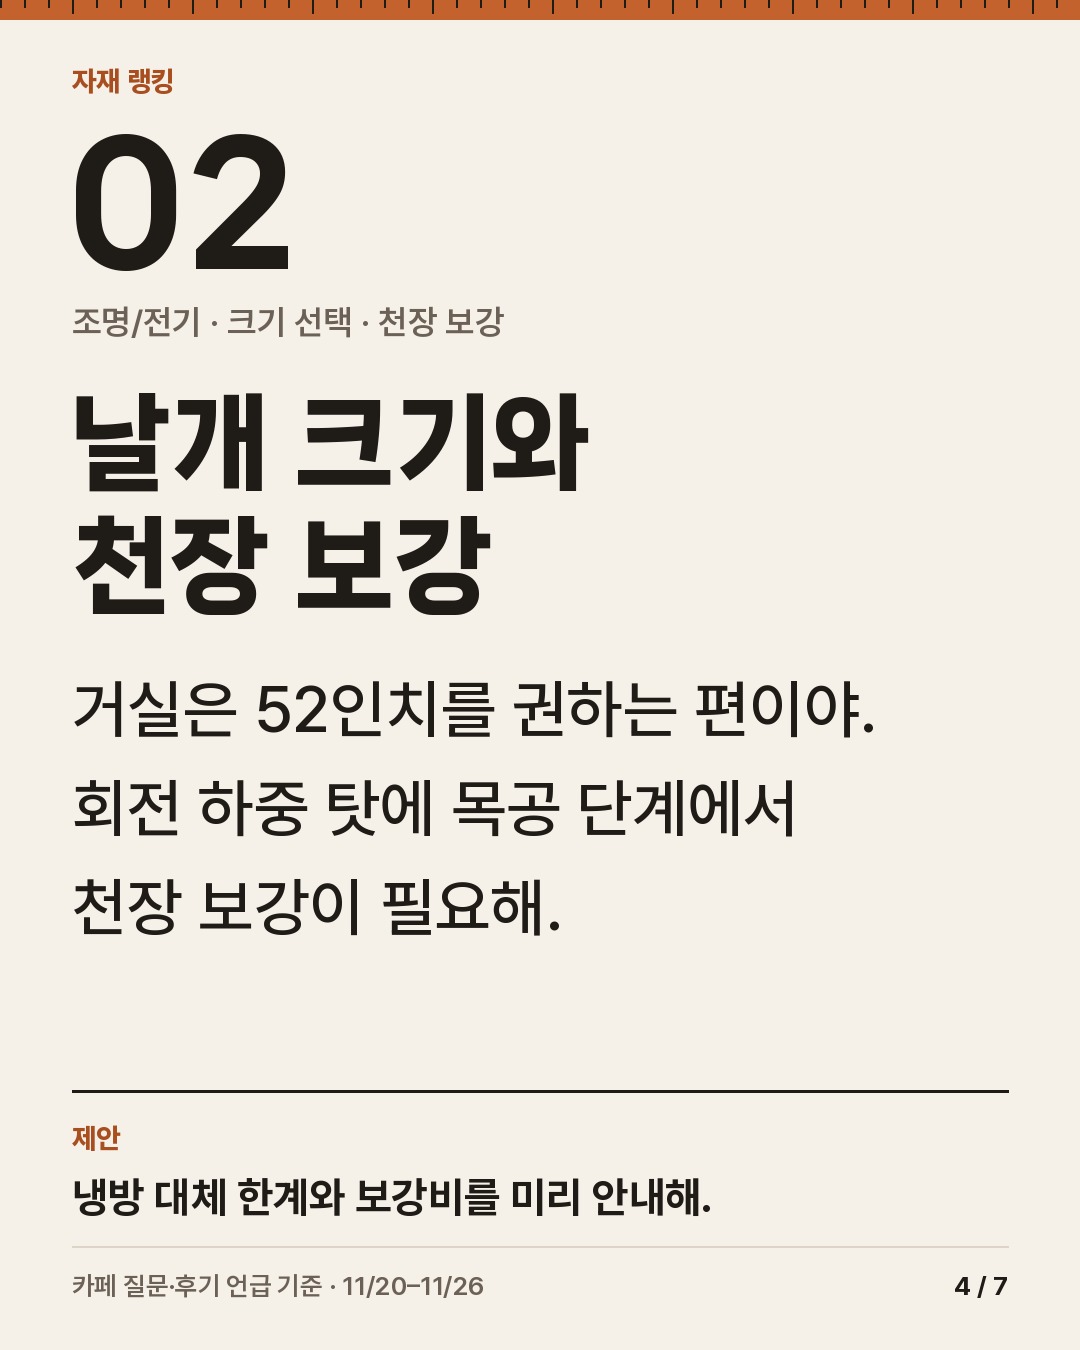 자재 랭킹
02
조명/전기 · 크기 선택 · 천장 보강
날개 크기와
천장 보강
거실은 52인치를 권하는 편이야.
회전 하중 탓에 목공 단계에서
천장 보강이 필요해.
제안
냉방 대체 한계와 보강비를 미리 안내해.
카페 질문·후기 언급 기준 · 11/20–11/26
4 / 7